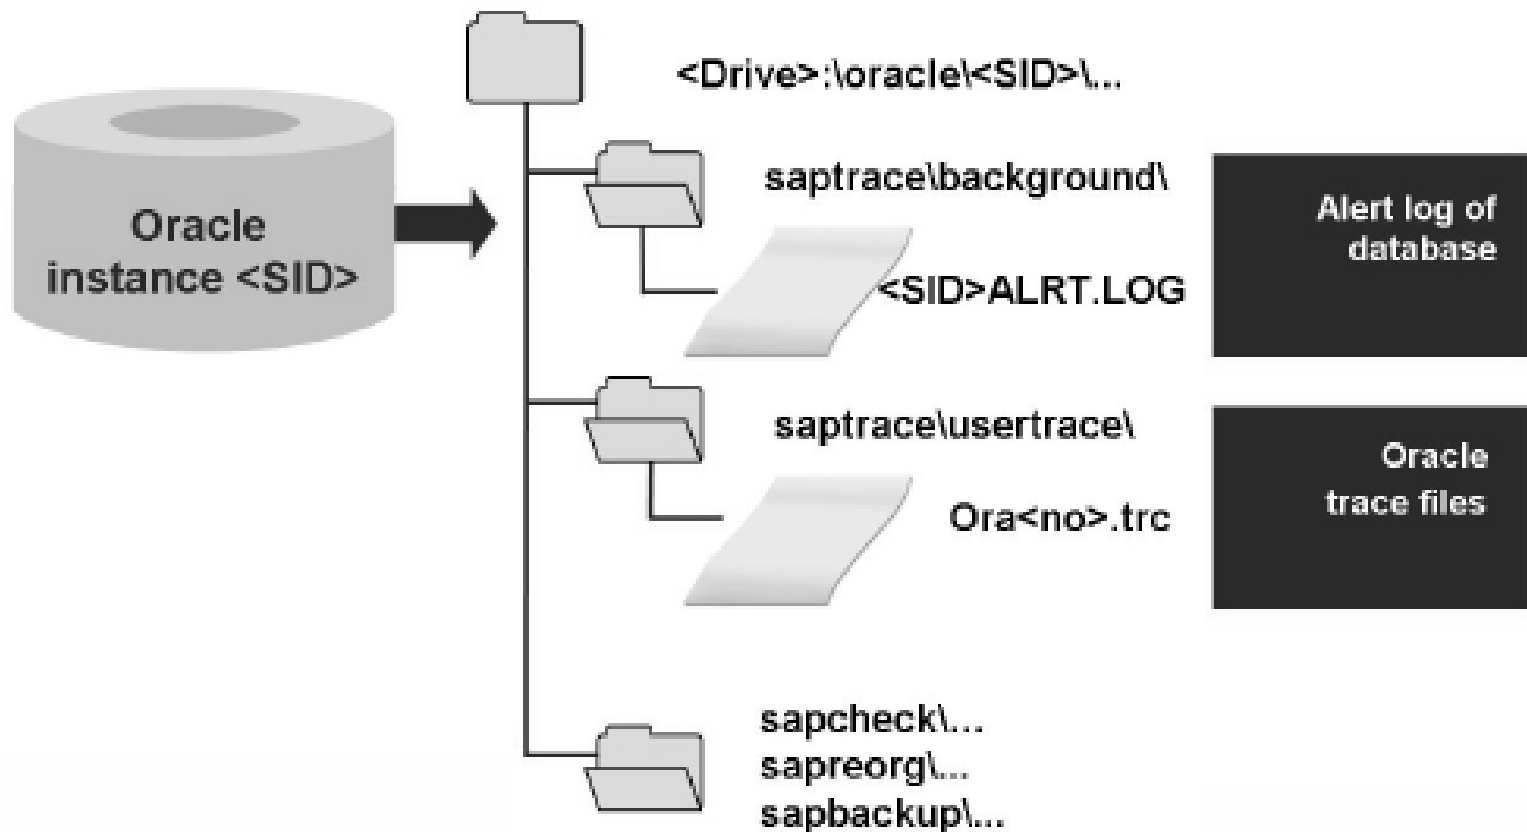 <Drive>:\oracle\<SID>\...
Oracle
instance <SID>
saptrace\background\
Alert log of
database
<SID>ALRT.LOG
saptrace\usertrace\
Oracle
trace files
Ora<no>.trc
sapcheck\...
sapreorg\...
sapbackup\...